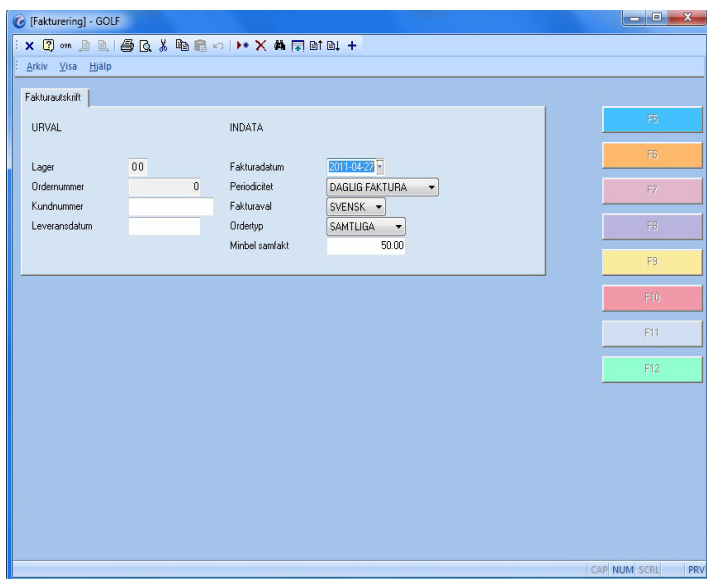 [Fakturering] - GOLF
OVR
Arkiv Visa Hjälp
Fakturautskrift
URVAL INDATA
Lager 00 Fakturadatum 2011-04-27
Ordernummer 0 Periodicitet DAGLIG FAKTURA
Kundnummer Fakturaval SVENSK
Leveransdatum Ordertyp SAMTLIGA
Minbel samfakt 50.00
F5
F6
F7
F8
F9
F10
F11
F12
CAP NUM SCRL PRV